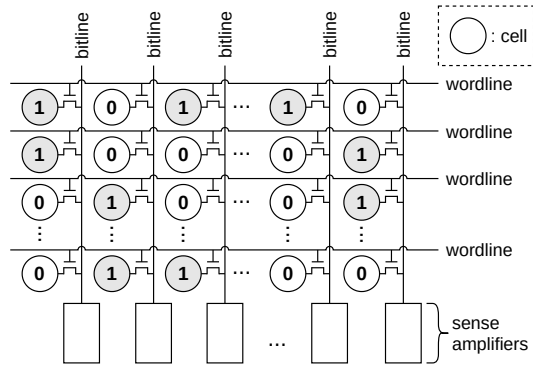 bitline bitline bitline bitline bitline
: cell
wordline
1 0 1 ... 1 0
wordline
1 0 0 ... 0 1
wordline
0 1 0 ... 0 1
⋮ ⋮ ⋮ ⋮ ⋮
wordline
0 1 1 ... 0 0
sense
amplifiers
...